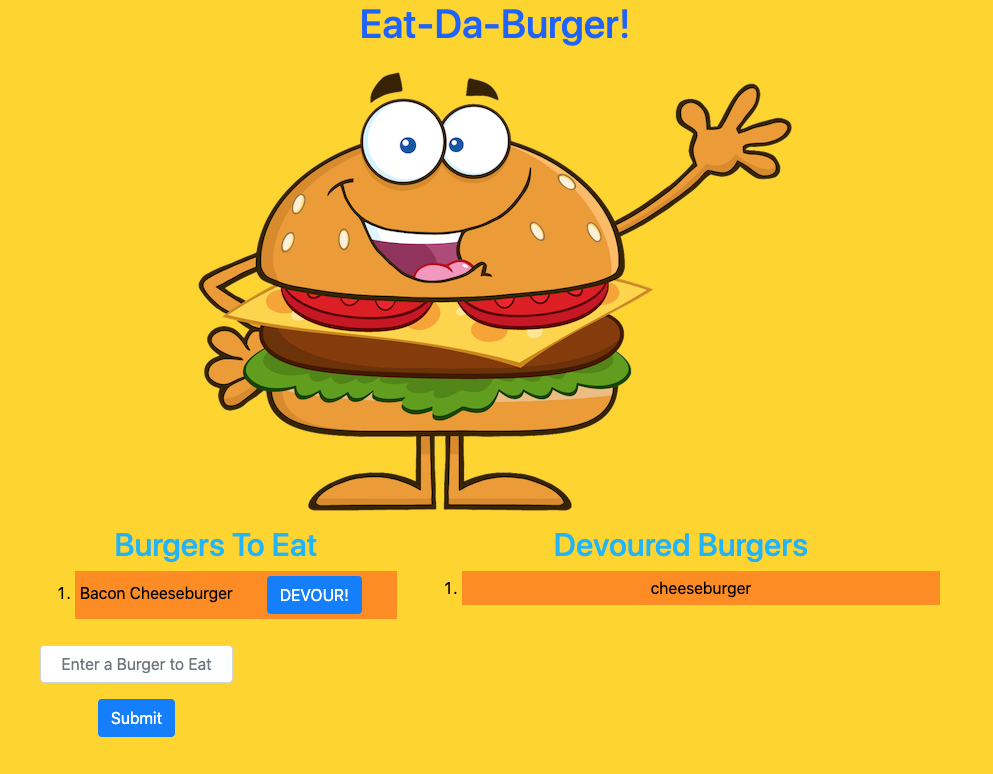 Eat-Da-Burger!
Burgers To Eat
1. Bacon Cheeseburger DEVOUR!
Enter a Burger to Eat
Submit
Devoured Burgers
1. cheeseburger